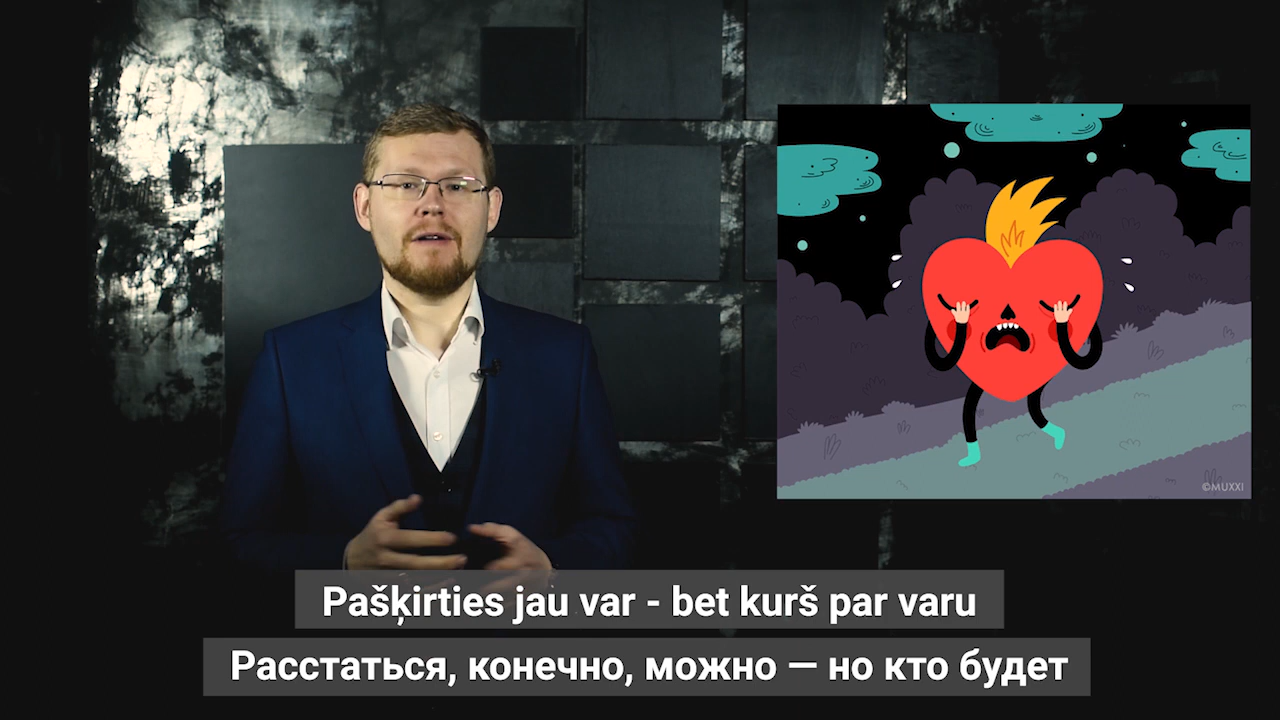 ©MUXXI
Pašķirties jau var - bet kurš par varu
Расстаться, конечно, можно — но кто будет